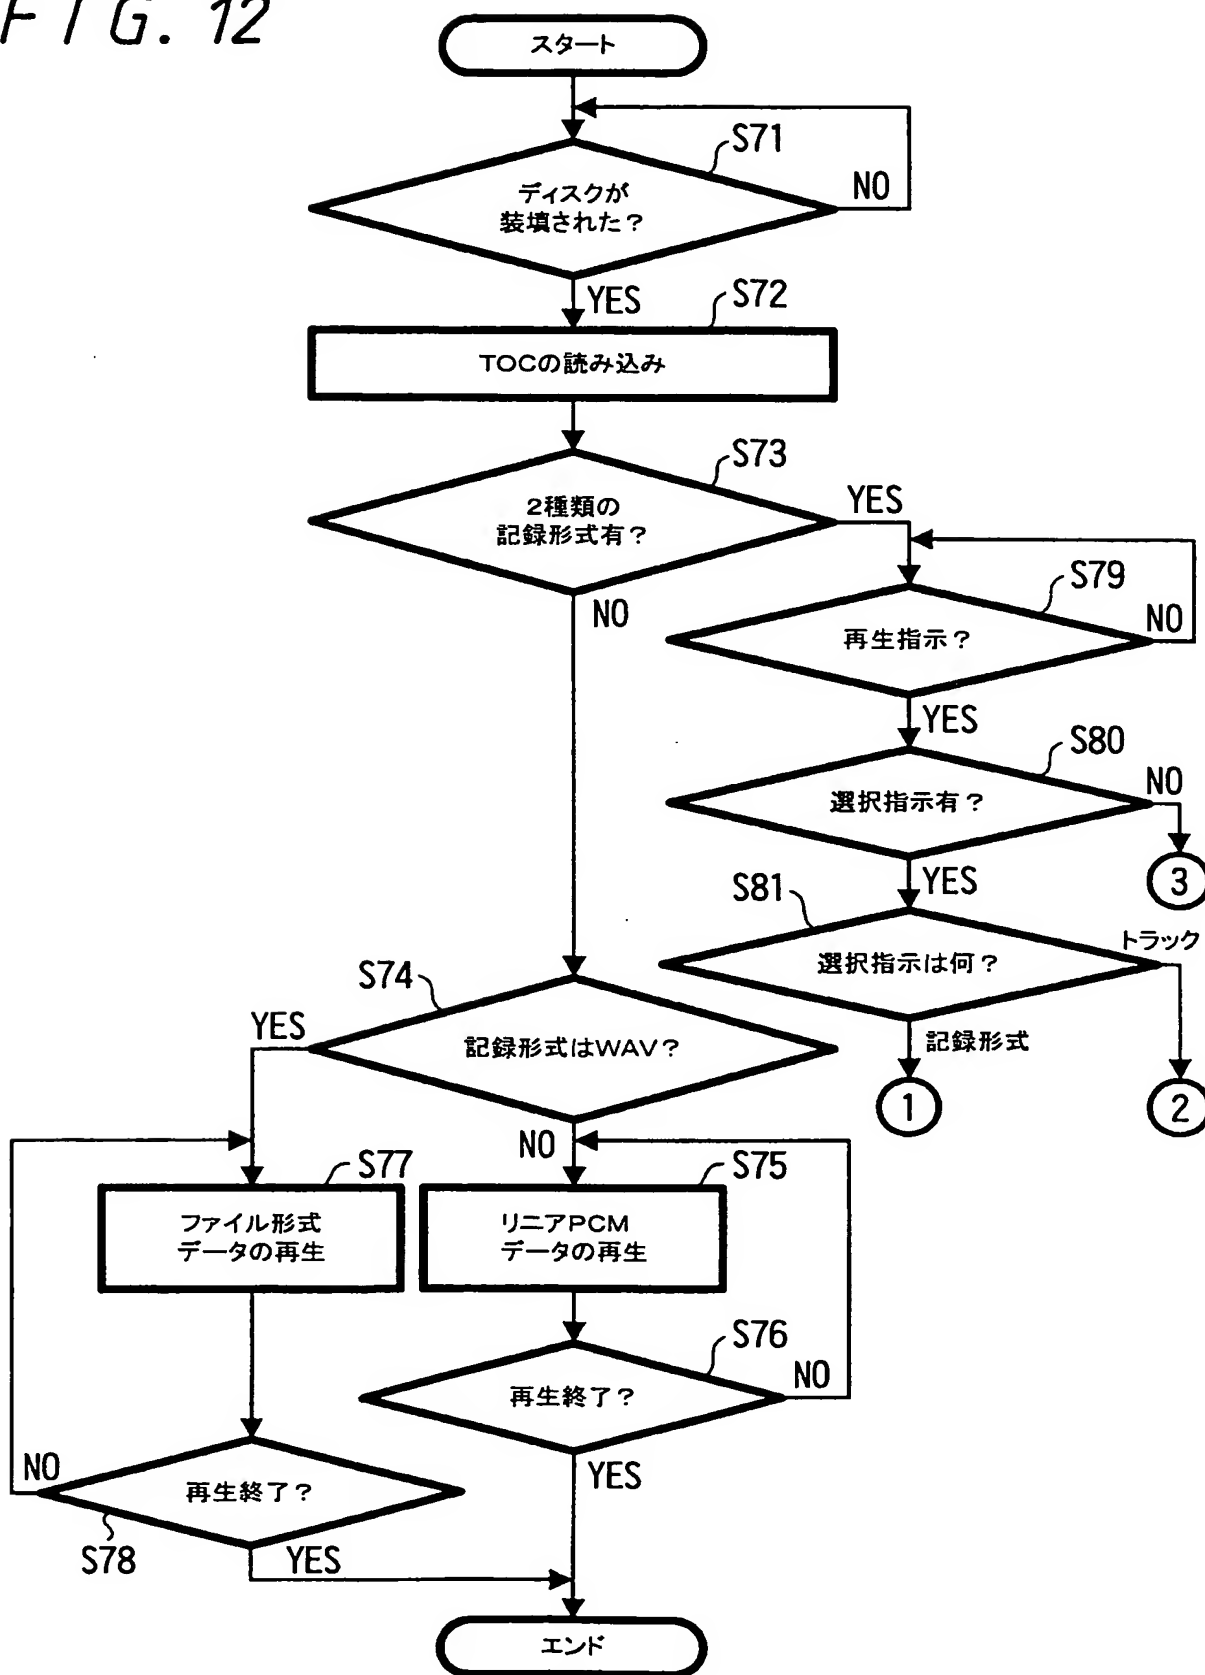 FIG. 12
スタート
S71
ディスクが
装填された?
NO
YES
S72
TOCの読み込み
S73
2種類の
記録形式有?
YES
NO
S79
再生指示?
NO
YES
S80
選択指示有?
NO
3
YES
S81
選択指示は何?
トラック
記録形式
1
2
S74
記録形式はWAV?
YES
NO
S77
ファイル形式
データの再生
S75
リニアPCM
データの再生
S76
再生終了?
NO
YES
NO
再生終了?
S78
YES
エンド